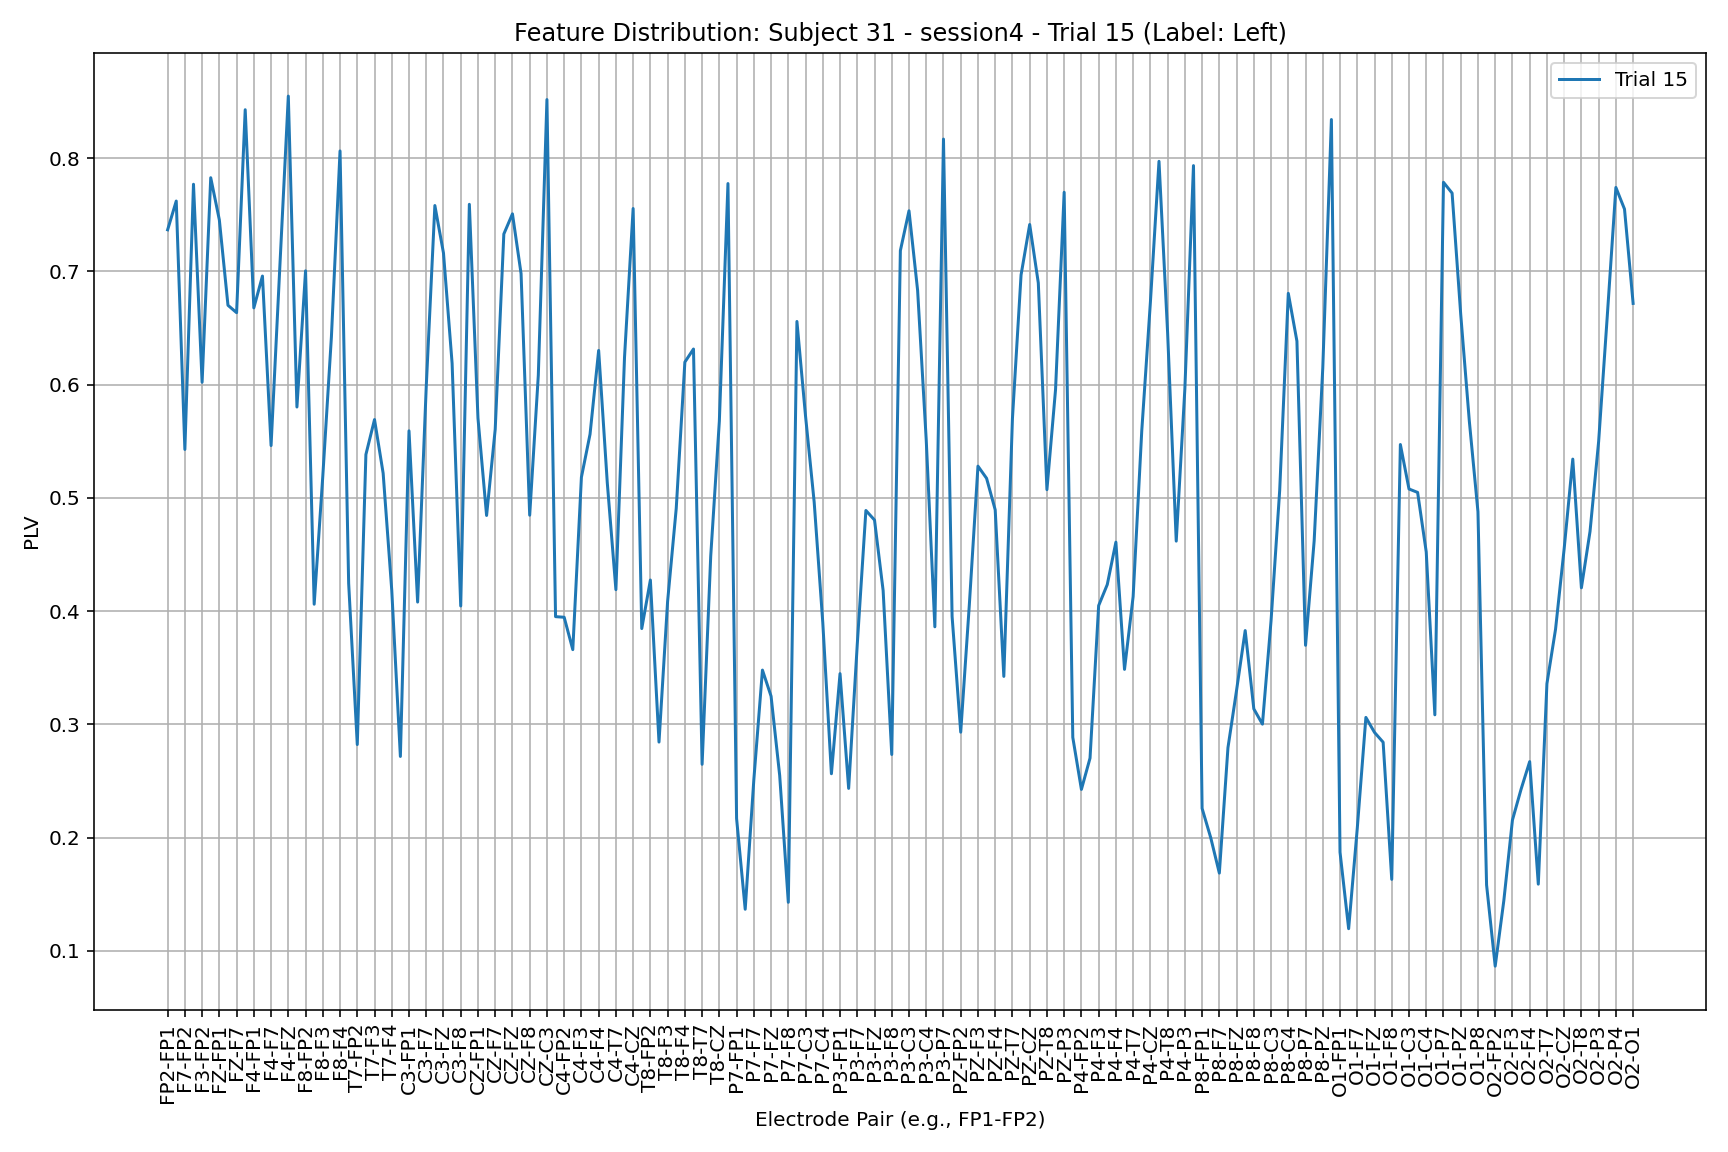 Feature Distribution: Subject 31 - session4 - Trial 15 (Label: Left)
Trial 15
PLV
0.8
0.7
0.6
0.5
0.4
0.3
0.2
0.1
FP2-FP1
F7-FP2
F3-FP2
FZ-FP1
FZ-F7
F4-FP1
F4-F7
F4-FZ
F8-FP2
F8-F3
F8-F4
T7-FP2
T7-F3
T7-F4
C3-FP1
C3-F7
C3-FZ
C3-F8
CZ-FP1
CZ-F7
CZ-FZ
CZ-F8
CZ-C3
C4-FP2
C4-F3
C4-F4
C4-T7
C4-CZ
T8-FP2
T8-F3
T8-F4
T8-T7
T8-CZ
P7-FP1
P7-F7
P7-FZ
P7-F8
P7-C3
P7-C4
P3-FP1
P3-F7
P3-FZ
P3-F8
P3-C3
P3-C4
P3-P7
PZ-FP2
PZ-F3
PZ-F4
PZ-T7
PZ-CZ
PZ-T8
PZ-P3
P4-FP2
P4-F3
P4-F4
P4-T7
P4-CZ
P4-T8
P4-P3
P8-FP1
P8-F7
P8-FZ
P8-F8
P8-C3
P8-C4
P8-P7
P8-PZ
O1-FP1
O1-F7
O1-FZ
O1-F8
O1-C3
O1-C4
O1-P7
O1-PZ
O1-P8
O2-FP2
O2-F3
O2-F4
O2-T7
O2-CZ
O2-T8
O2-P3
O2-P4
O2-O1
Electrode Pair (e.g., FP1-FP2)